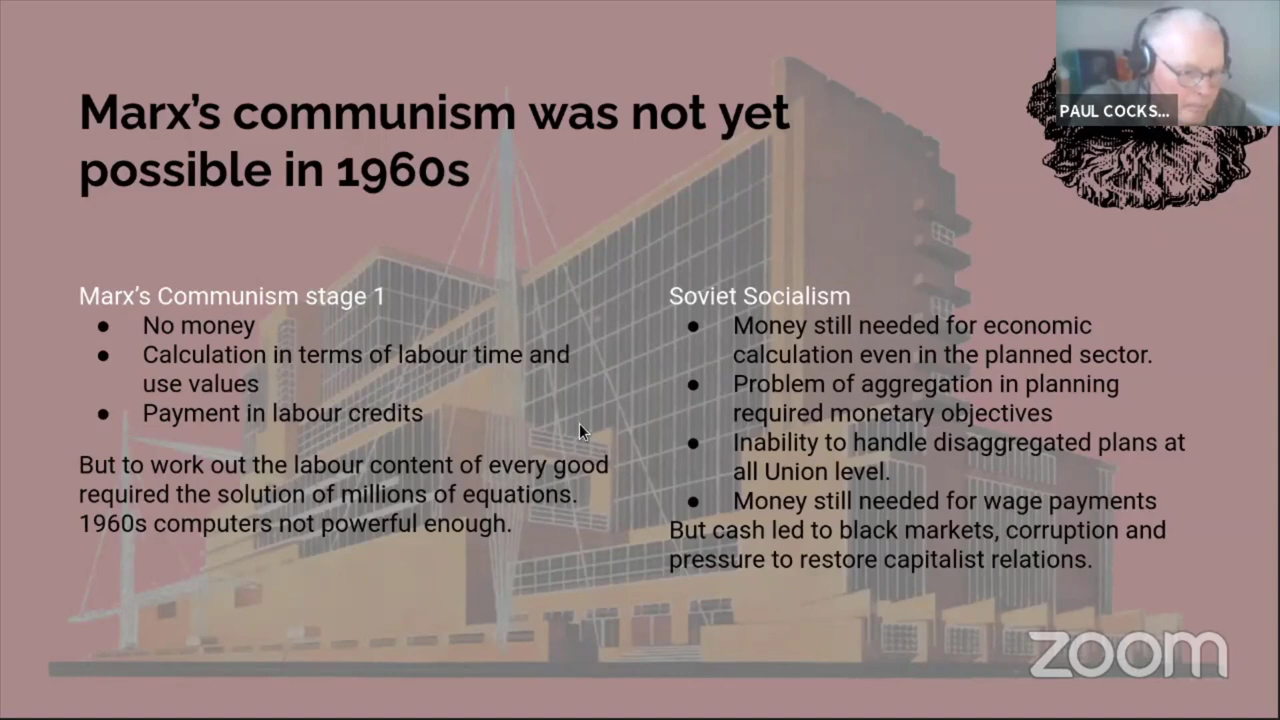 Marx’s communism was not yet
possible in 1960s
PAUL COCKS...
Marx’s Communism stage 1
● No money
● Calculation in terms of labour time and
use values
● Payment in labour credits
But to work out the labour content of every good
required the solution of millions of equations.
1960s computers not powerful enough.
Soviet Socialism
● Money still needed for economic
calculation even in the planned sector.
● Problem of aggregation in planning
required monetary objectives
● Inability to handle disaggregated plans at
all Union level.
● Money still needed for wage payments
But cash led to black markets, corruption and
pressure to restore capitalist relations.
zoom